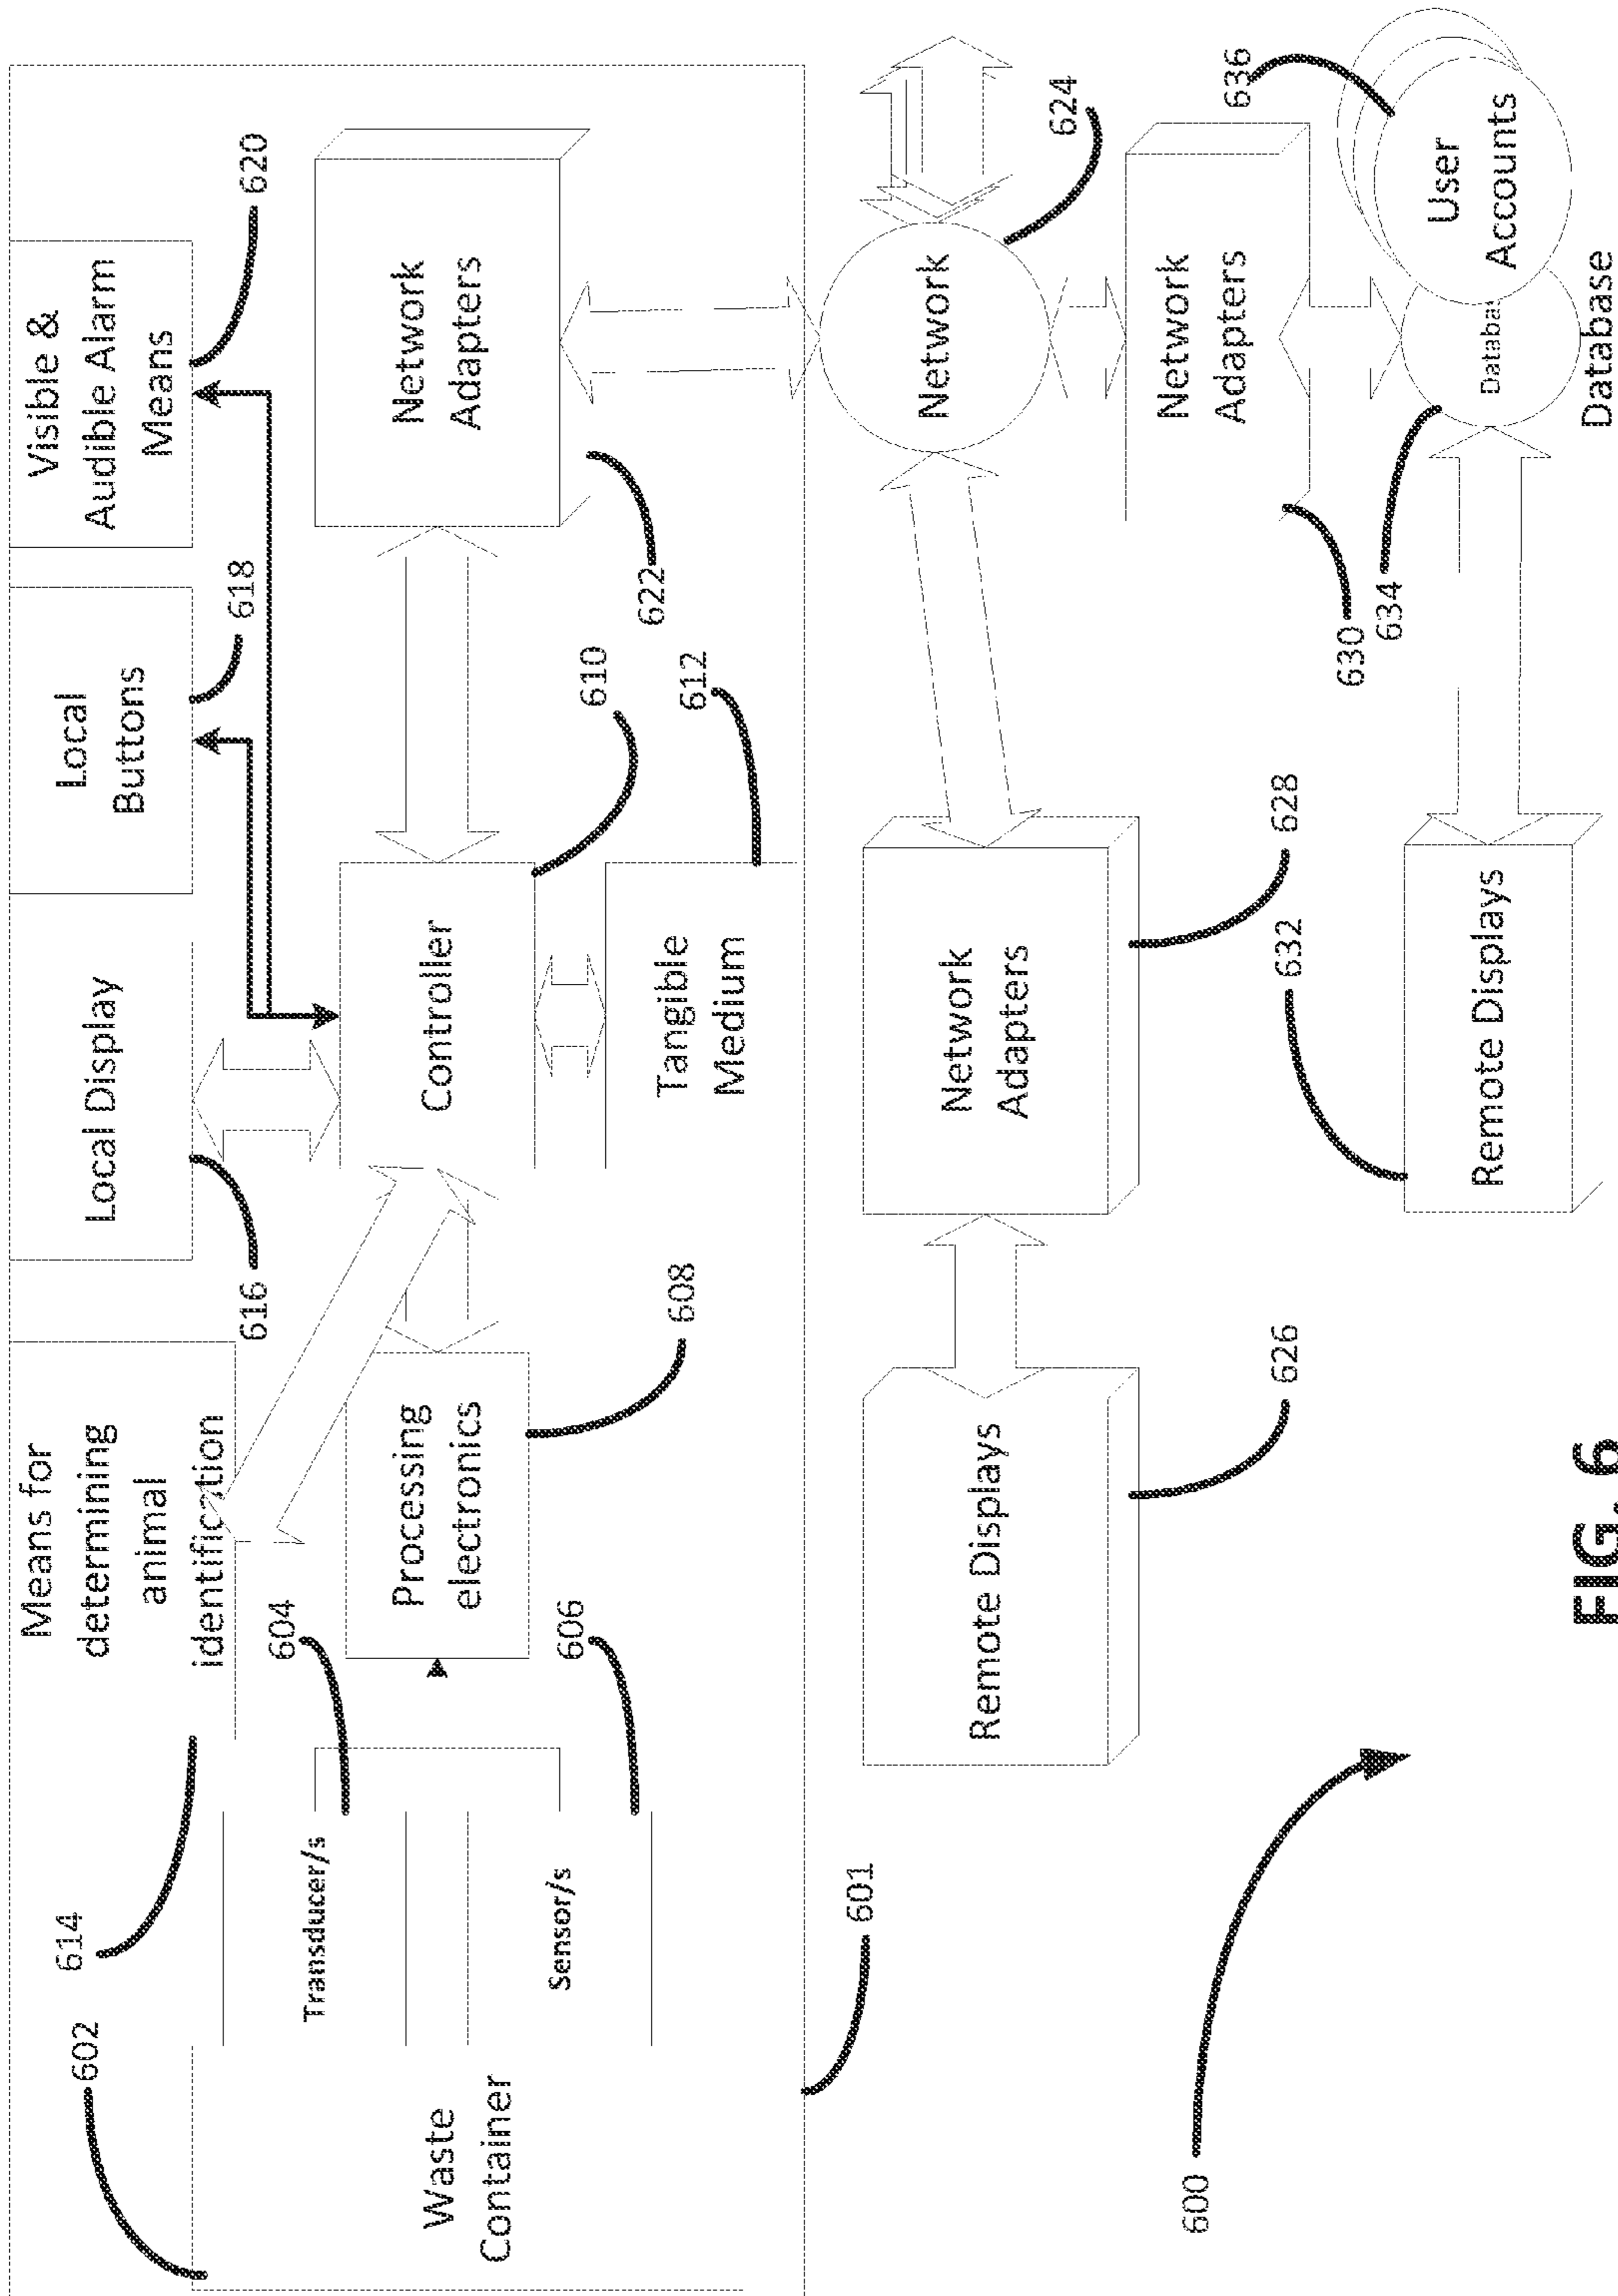 602
614
Means for
determining
animal
identification
616
Local Display
Local
Buttons
618
Visible &
Audible Alarm
Means
620
Waste
Container
Transducer/s
604
Sensor/s
606
Processing
electronics
608
Controller
610
Tangible
Medium
612
Network
Adapters
622
601
Network
624
Remote Displays
626
Network
Adapters
628
Network
Adapters
630
600
Remote Displays
632
634
Databas
Database
User
Accounts
636
FIG. 6